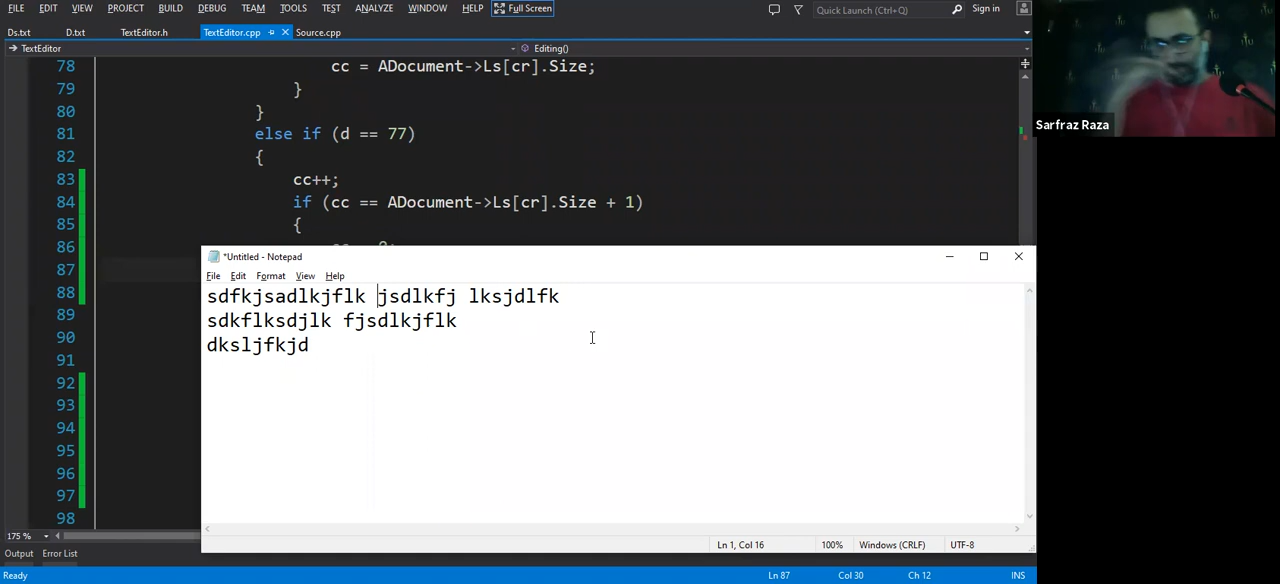 FILE EDIT VIEW PROJECT BUILD DEBUG TEAM TOOLS TEST ANALYZE WINDOW HELP Full Screen Quick Launch (Ctrl+Q) Sign in
Ds.txt D.txt TextEditor.h TextEditor.cpp Source.cpp
TextEditor Editing()
78 cc = ADocument->Ls[cr].Size;
79 }
80 }
81 else if (d == 77)
82 {
83 cc++;
84 if (cc == ADocument->Ls[cr].Size + 1)
85 {
86
87
88
89
90
91
92
93
94
95
96
97
98
*Untitled - Notepad
File Edit Format View Help
sdfkjsadlkjflk jsdlkfj lksjdlfk
sdkflksdjlk fjsdlkjflk
dksljfkjd
Ln 1, Col 16 100% Windows (CRLF) UTF-8
175 %
Output Error List
Ready Ln 87 Col 30 Ch 12 INS
Sarfraz Raza